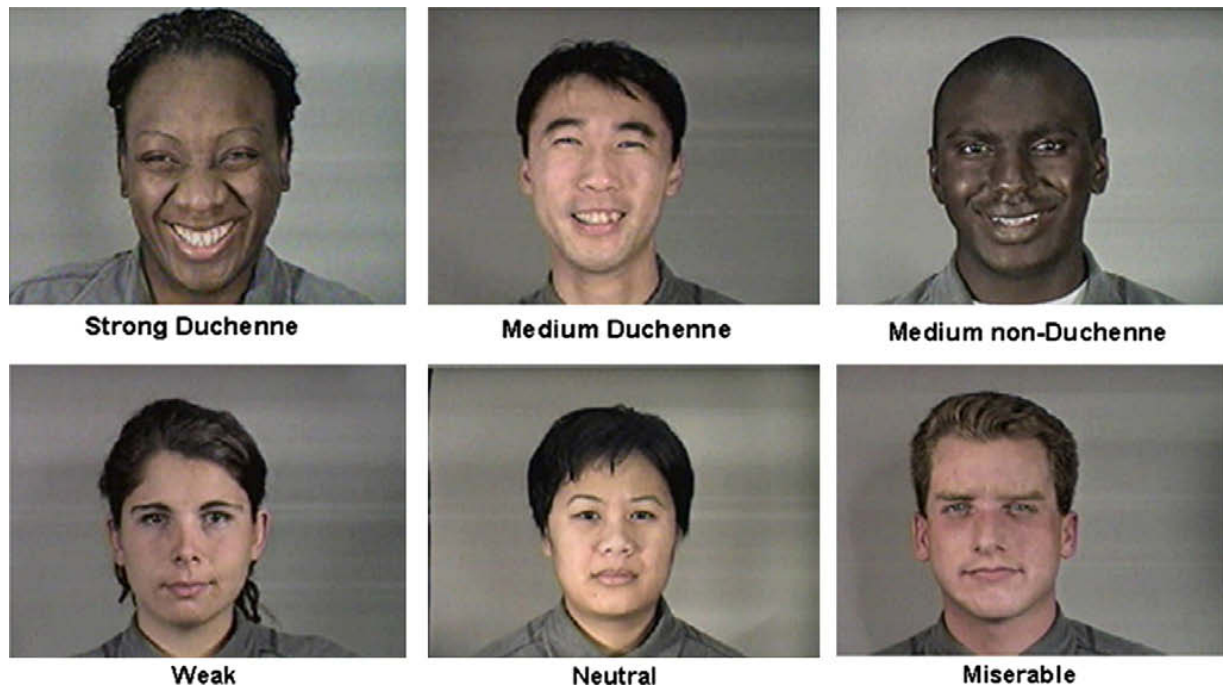 Strong Duchenne
Medium Duchenne
Medium non-Duchenne
Weak
Neutral
Miserable